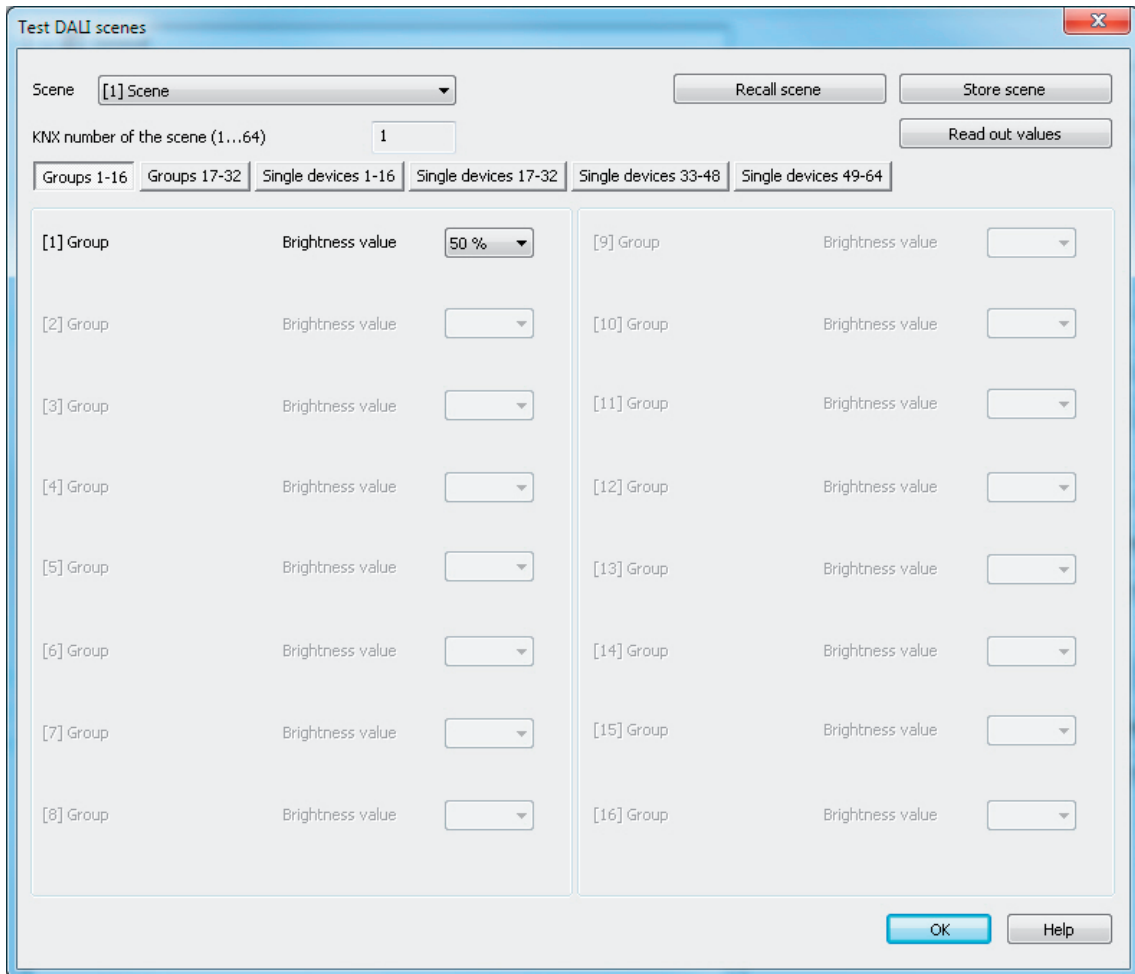 Test DALI scenes
Scene [1] Scene Recall scene Store scene
KNX number of the scene (1...64) 1 Read out values
Groups 1-16 Groups 17-32 Single devices 1-16 Single devices 17-32 Single devices 33-48 Single devices 49-64
[1] Group Brightness value 50 % [9] Group Brightness value
[2] Group Brightness value [10] Group Brightness value
[3] Group Brightness value [11] Group Brightness value
[4] Group Brightness value [12] Group Brightness value
[5] Group Brightness value [13] Group Brightness value
[6] Group Brightness value [14] Group Brightness value
[7] Group Brightness value [15] Group Brightness value
[8] Group Brightness value [16] Group Brightness value
OK Help